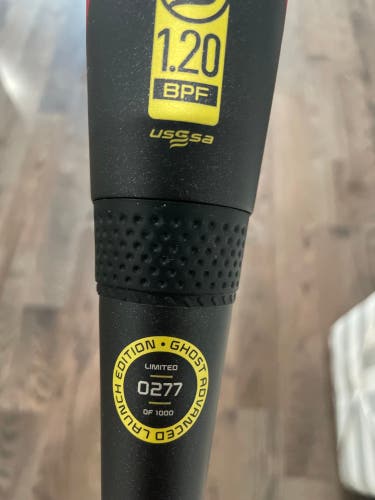 1.20
BPF
USSSA
GHOST ADVANCED LAUNCH EDITION •
LIMITED
0277
OF 1000